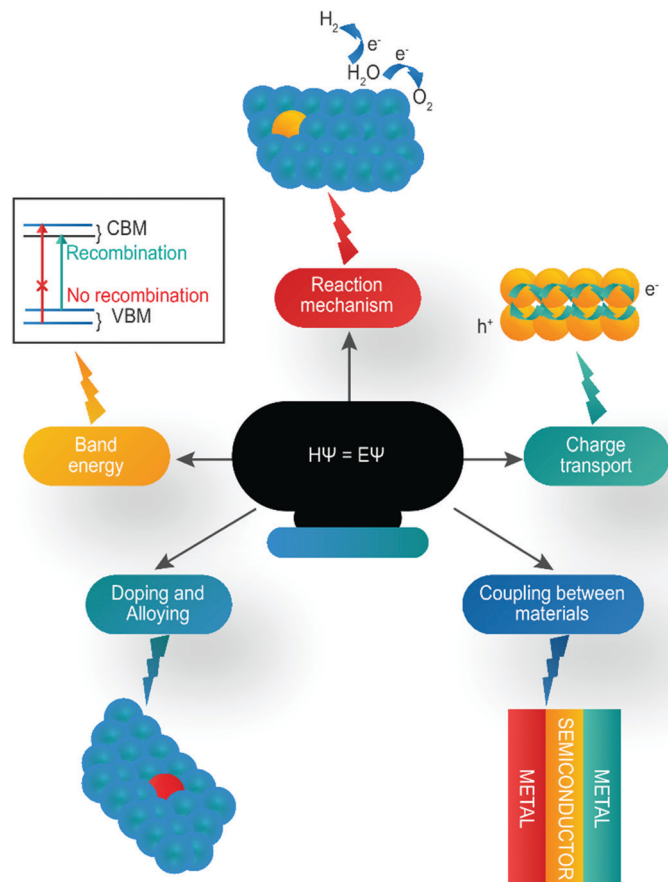 H₂
e⁻
e⁻
H₂O
O₂
CBM
Recombination
No recombination
VBM
Reaction
mechanism
e⁻
h⁺
Band
energy
HΨ = EΨ
Charge
transport
Doping and
Alloying
Coupling between
materials
METAL
SEMICONDUCTOR
METAL